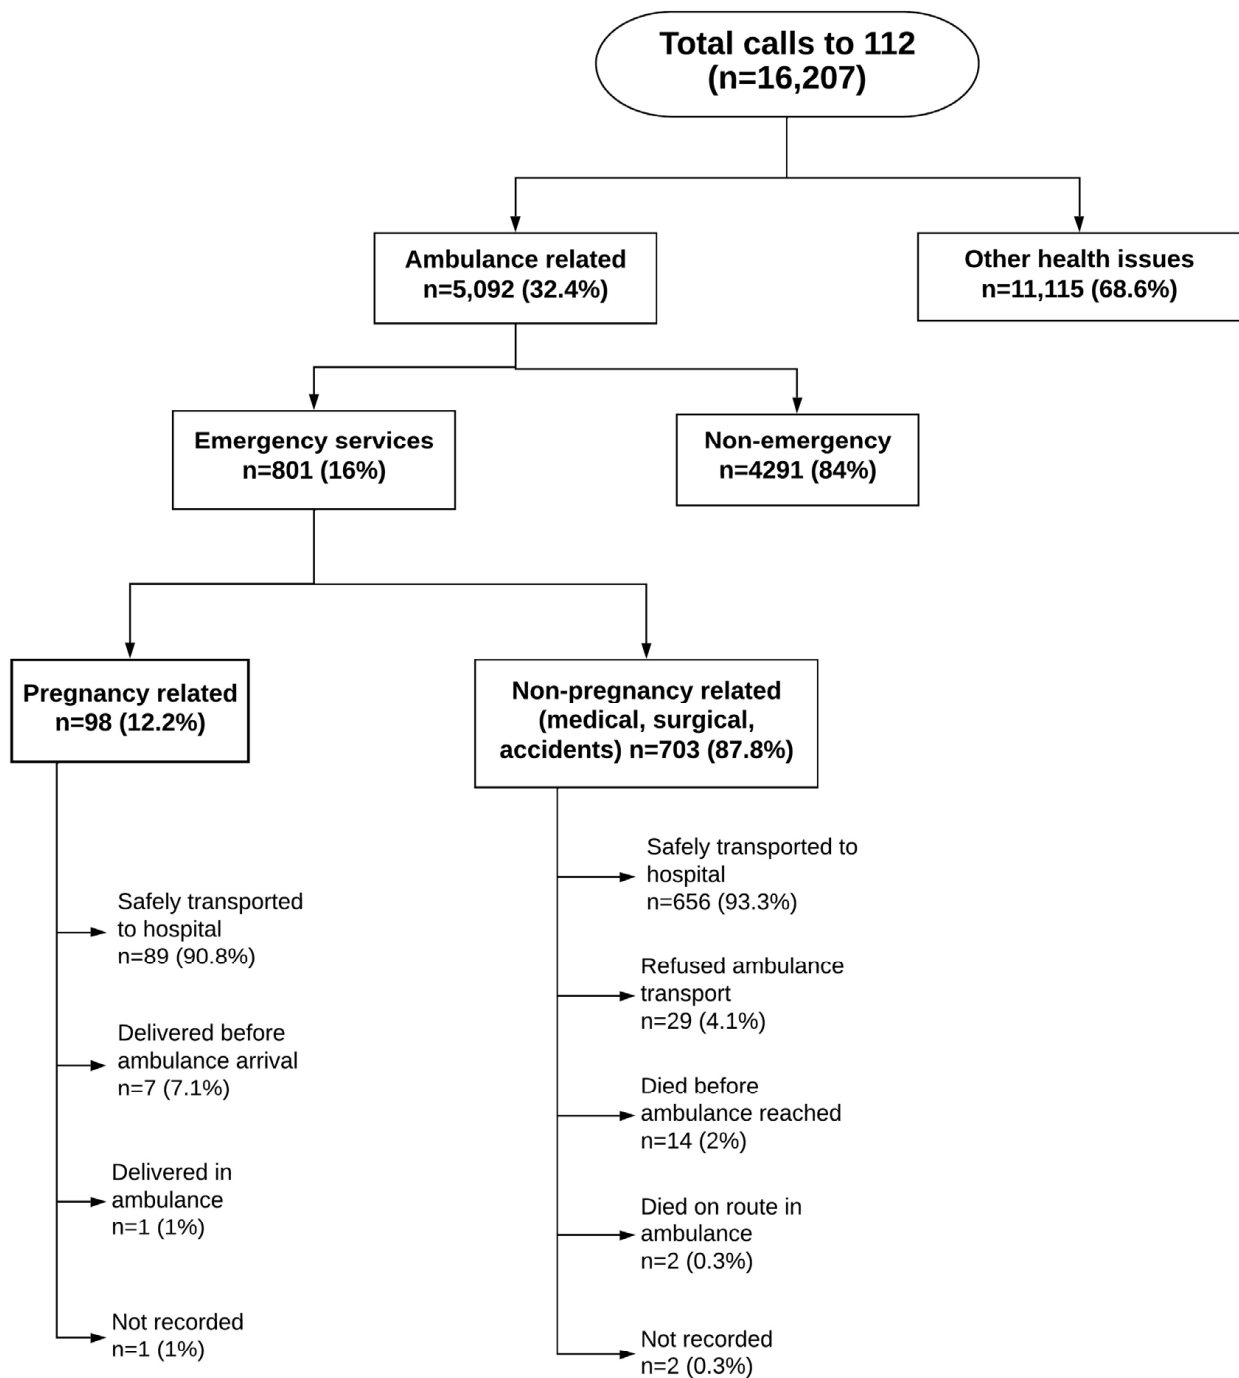 Total calls to 112
(n=16,207)
Ambulance related
n=5,092 (32.4%)
Other health issues
n=11,115 (68.6%)
Emergency services
n=801 (16%)
Non-emergency
n=4291 (84%)
Pregnancy related
n=98 (12.2%)
Non-pregnancy related
(medical, surgical,
accidents) n=703 (87.8%)
Safely transported
to hospital
n=89 (90.8%)
Delivered before
ambulance arrival
n=7 (7.1%)
Delivered in
ambulance
n=1 (1%)
Not recorded
n=1 (1%)
Safely transported to
hospital
n=656 (93.3%)
Refused ambulance
transport
n=29 (4.1%)
Died before
ambulance reached
n=14 (2%)
Died on route in
ambulance
n=2 (0.3%)
Not recorded
n=2 (0.3%)